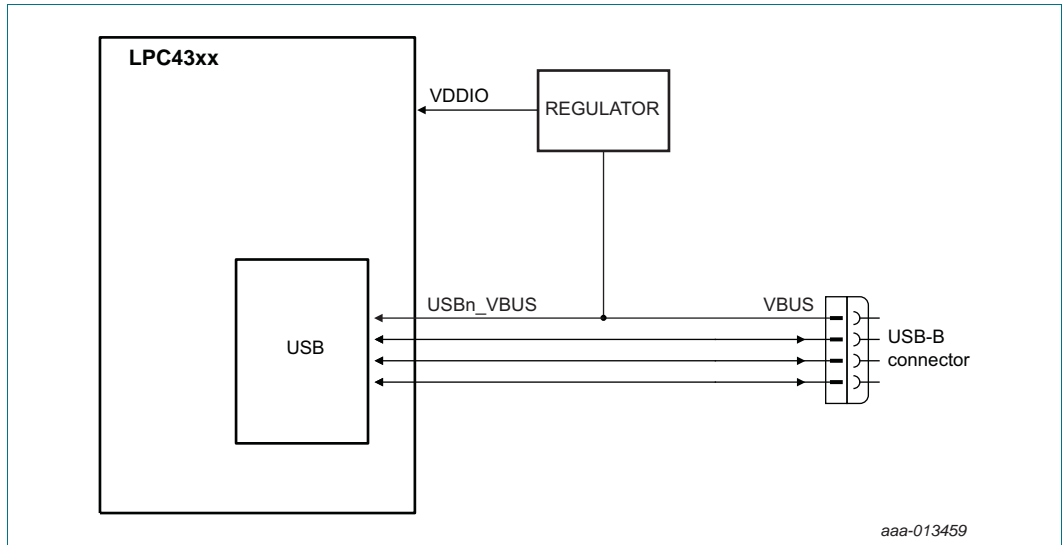 LPC43xx
VDDIO
REGULATOR
USBn_VBUS
VBUS
USB
USB-B
connector
aaa-013459